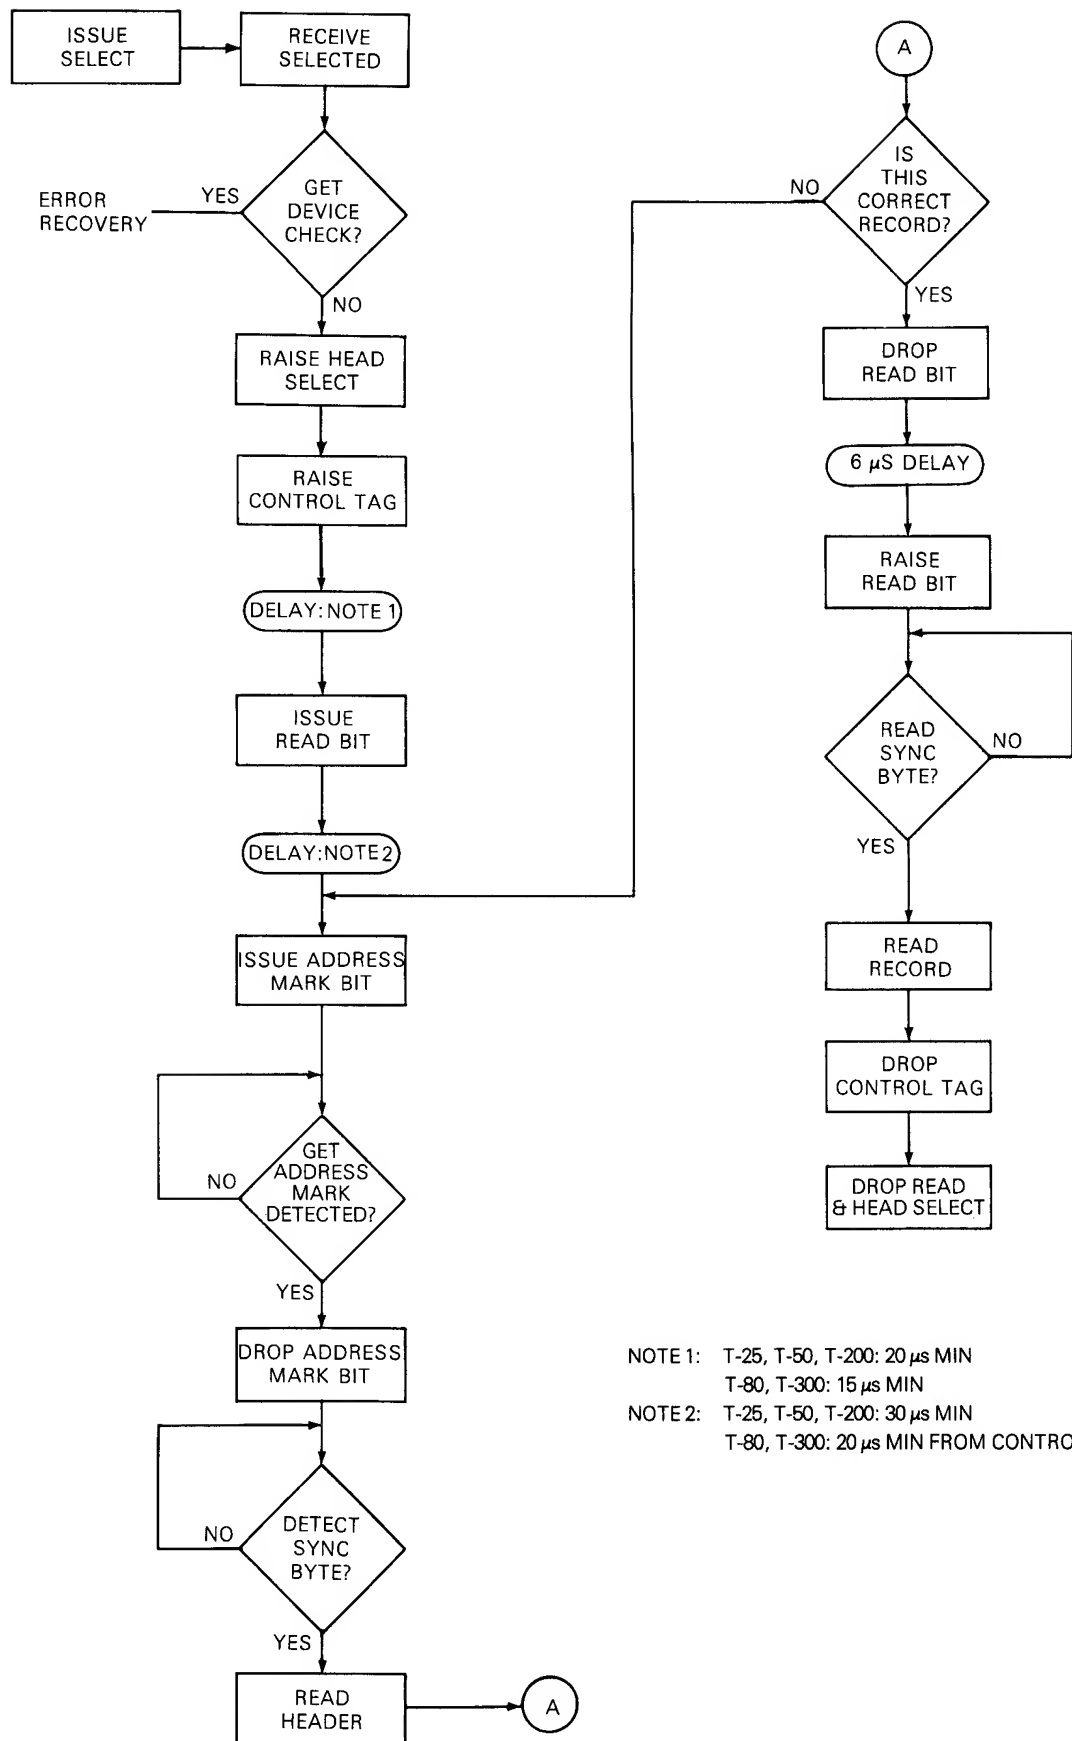 ISSUE
SELECT
RECEIVE
SELECTED
GET
DEVICE
CHECK?
YES
ERROR
RECOVERY
NO
RAISE HEAD
SELECT
RAISE
CONTROL TAG
DELAY: NOTE 1
ISSUE
READ BIT
DELAY: NOTE 2
ISSUE ADDRESS
MARK BIT
GET
ADDRESS
MARK
DETECTED?
NO
YES
DROP ADDRESS
MARK BIT
DETECT
SYNC
BYTE?
NO
YES
READ
HEADER
A
A
IS
THIS
CORRECT
RECORD?
NO
YES
DROP
READ BIT
6 µS DELAY
RAISE
READ BIT
READ
SYNC
BYTE?
NO
YES
READ
RECORD
DROP
CONTROL TAG
DROP READ
& HEAD SELECT
NOTE 1: T-25, T-50, T-200: 20 µs MIN
T-80, T-300: 15 µs MIN
NOTE 2: T-25, T-50, T-200: 30 µs MIN
T-80, T-300: 20 µs MIN FROM CONTRO